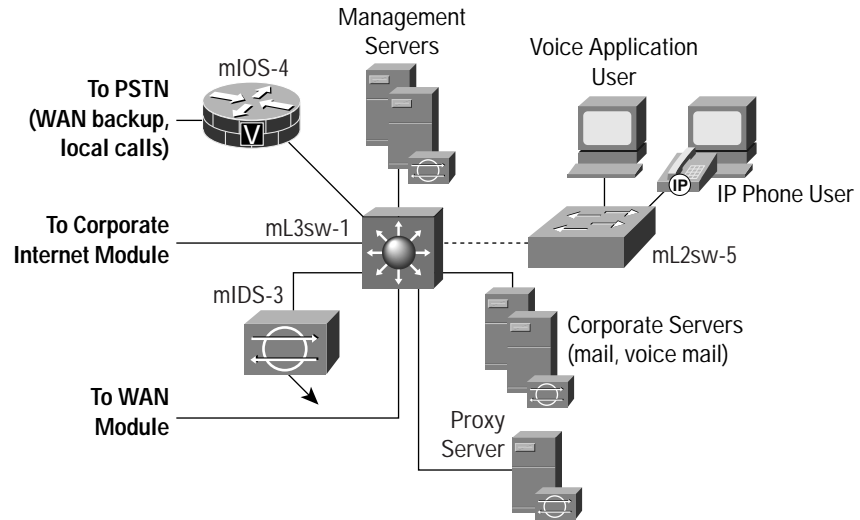 Management
Servers
Voice Application
User
mIOS-4
To PSTN
(WAN backup,
local calls)
V
IP
IP Phone User
To Corporate
Internet Module
mL3sw-1
mL2sw-5
mIDS-3
Corporate Servers
(mail, voice mail)
To WAN
Module
Proxy
Server